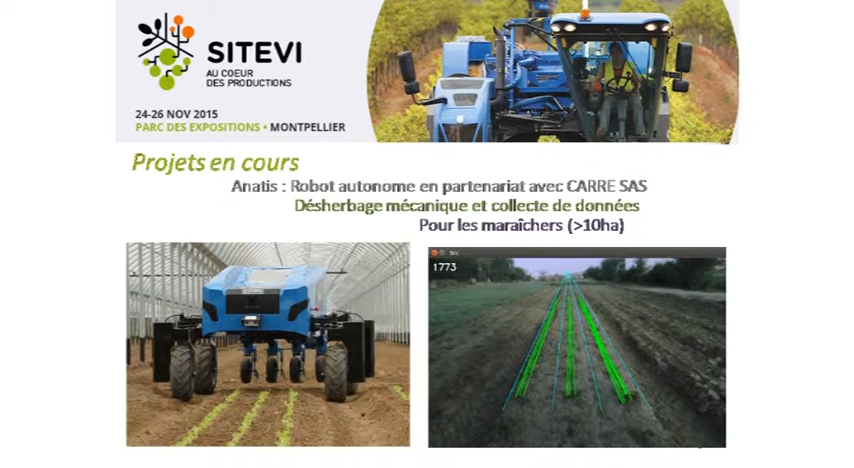 SITEVI
AU COEUR
DES PRODUCTIONS
24-26 NOV 2015
PARC DES EXPOSITIONS • MONTPELLIER
Projets en cours
Anatis : Robot autonome en partenariat avec CARRE SAS
Désherbage mécanique et collecte de données
Pour les maraîchers (>10ha)
1773